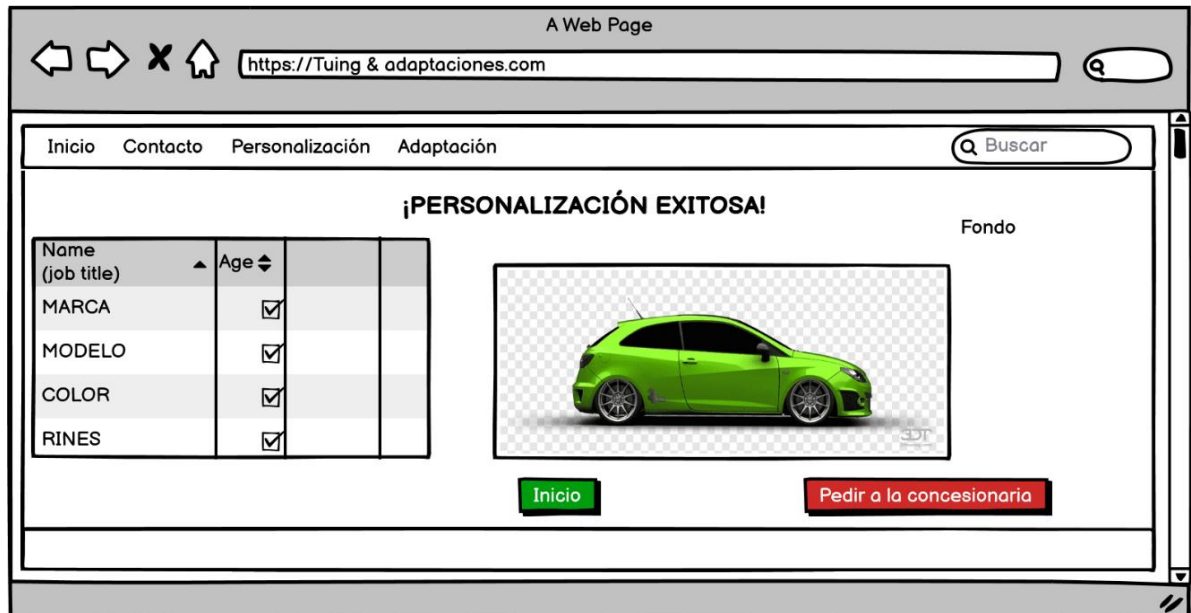 A Web Page
https://Tuing & adaptaciones.com
Inicio Contacto Personalización Adaptación Buscar
¡PERSONALIZACIÓN EXITOSA!
Fondo
Name
(job title) Age
MARCA
MODELO
COLOR
RINES
3DT
Inicio Pedir a la concesionaria